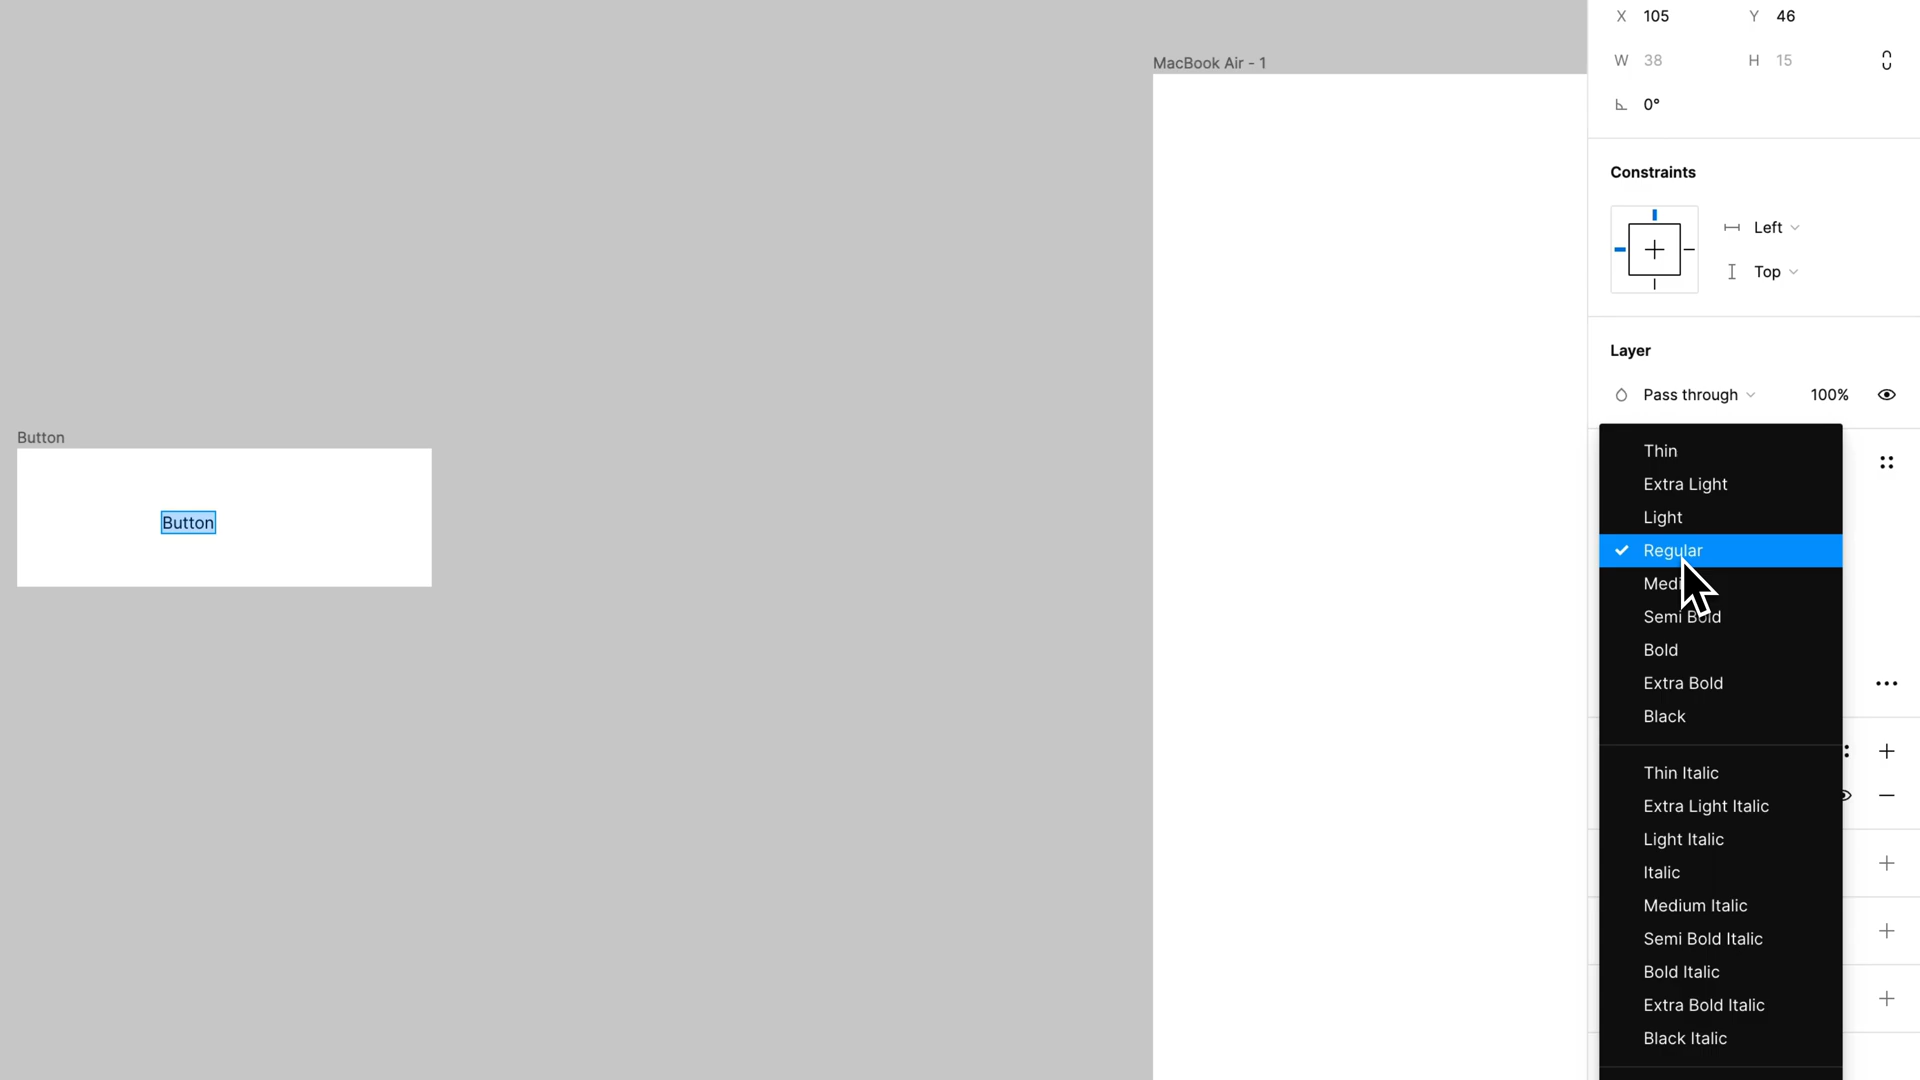 X 105 Y 46
MacBook Air - 1
W 38 H 15
0°
Constraints
Left
Top
Layer
Pass through 100%
Button
Button
Thin
Extra Light
Light
Regular
Medi
Semi Bold
Bold
Extra Bold
Black
Thin Italic
Extra Light Italic
Light Italic
Italic
Medium Italic
Semi Bold Italic
Bold Italic
Extra Bold Italic
Black Italic